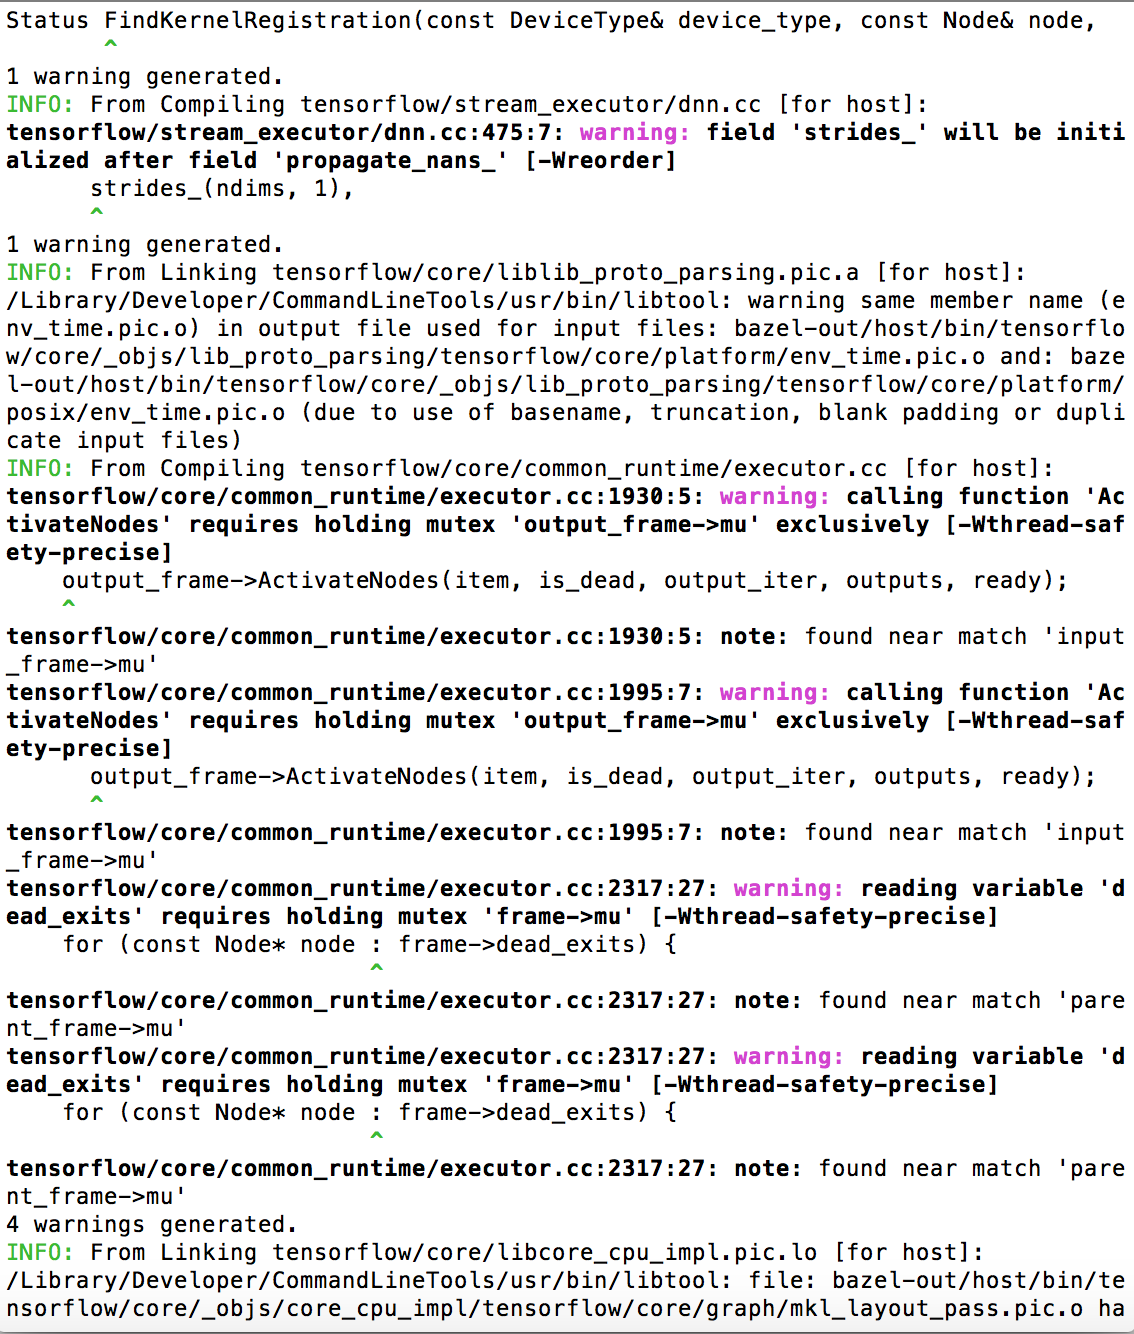 Status FindKernelRegistration(const DeviceType& device_type, const Node& node,
^
1 warning generated.
INFO: From Compiling tensorflow/stream_executor/dnn.cc [for host]:
tensorflow/stream_executor/dnn.cc:475:7: warning: field 'strides_' will be initi
alized after field 'propagate_nans_' [-Wreorder]
strides_(ndims, 1),
^
1 warning generated.
INFO: From Linking tensorflow/core/liblib_proto_parsing.pic.a [for host]:
/Library/Developer/CommandLineTools/usr/bin/libtool: warning same member name (e
nv_time.pic.o) in output file used for input files: bazel-out/host/bin/tensorflo
w/core/_objs/lib_proto_parsing/tensorflow/core/platform/env_time.pic.o and: baze
l-out/host/bin/tensorflow/core/_objs/lib_proto_parsing/tensorflow/core/platform/
posix/env_time.pic.o (due to use of basename, truncation, blank padding or dupli
cate input files)
INFO: From Compiling tensorflow/core/common_runtime/executor.cc [for host]:
tensorflow/core/common_runtime/executor.cc:1930:5: warning: calling function 'Ac
tivateNodes' requires holding mutex 'output_frame->mu' exclusively [-Wthread-saf
ety-precise]
output_frame->ActivateNodes(item, is_dead, output_iter, outputs, ready);
^
tensorflow/core/common_runtime/executor.cc:1930:5: note: found near match 'input
_frame->mu'
tensorflow/core/common_runtime/executor.cc:1995:7: warning: calling function 'Ac
tivateNodes' requires holding mutex 'output_frame->mu' exclusively [-Wthread-saf
ety-precise]
output_frame->ActivateNodes(item, is_dead, output_iter, outputs, ready);
^
tensorflow/core/common_runtime/executor.cc:1995:7: note: found near match 'input
_frame->mu'
tensorflow/core/common_runtime/executor.cc:2317:27: warning: reading variable 'd
ead_exits' requires holding mutex 'frame->mu' [-Wthread-safety-precise]
for (const Node* node : frame->dead_exits) {
^
tensorflow/core/common_runtime/executor.cc:2317:27: note: found near match 'pare
nt_frame->mu'
tensorflow/core/common_runtime/executor.cc:2317:27: warning: reading variable 'd
ead_exits' requires holding mutex 'frame->mu' [-Wthread-safety-precise]
for (const Node* node : frame->dead_exits) {
^
tensorflow/core/common_runtime/executor.cc:2317:27: note: found near match 'pare
nt_frame->mu'
4 warnings generated.
INFO: From Linking tensorflow/core/libcore_cpu_impl.pic.lo [for host]:
/Library/Developer/CommandLineTools/usr/bin/libtool: file: bazel-out/host/bin/te
nsorflow/core/_objs/core_cpu_impl/tensorflow/core/graph/mkl_layout_pass.pic.o ha